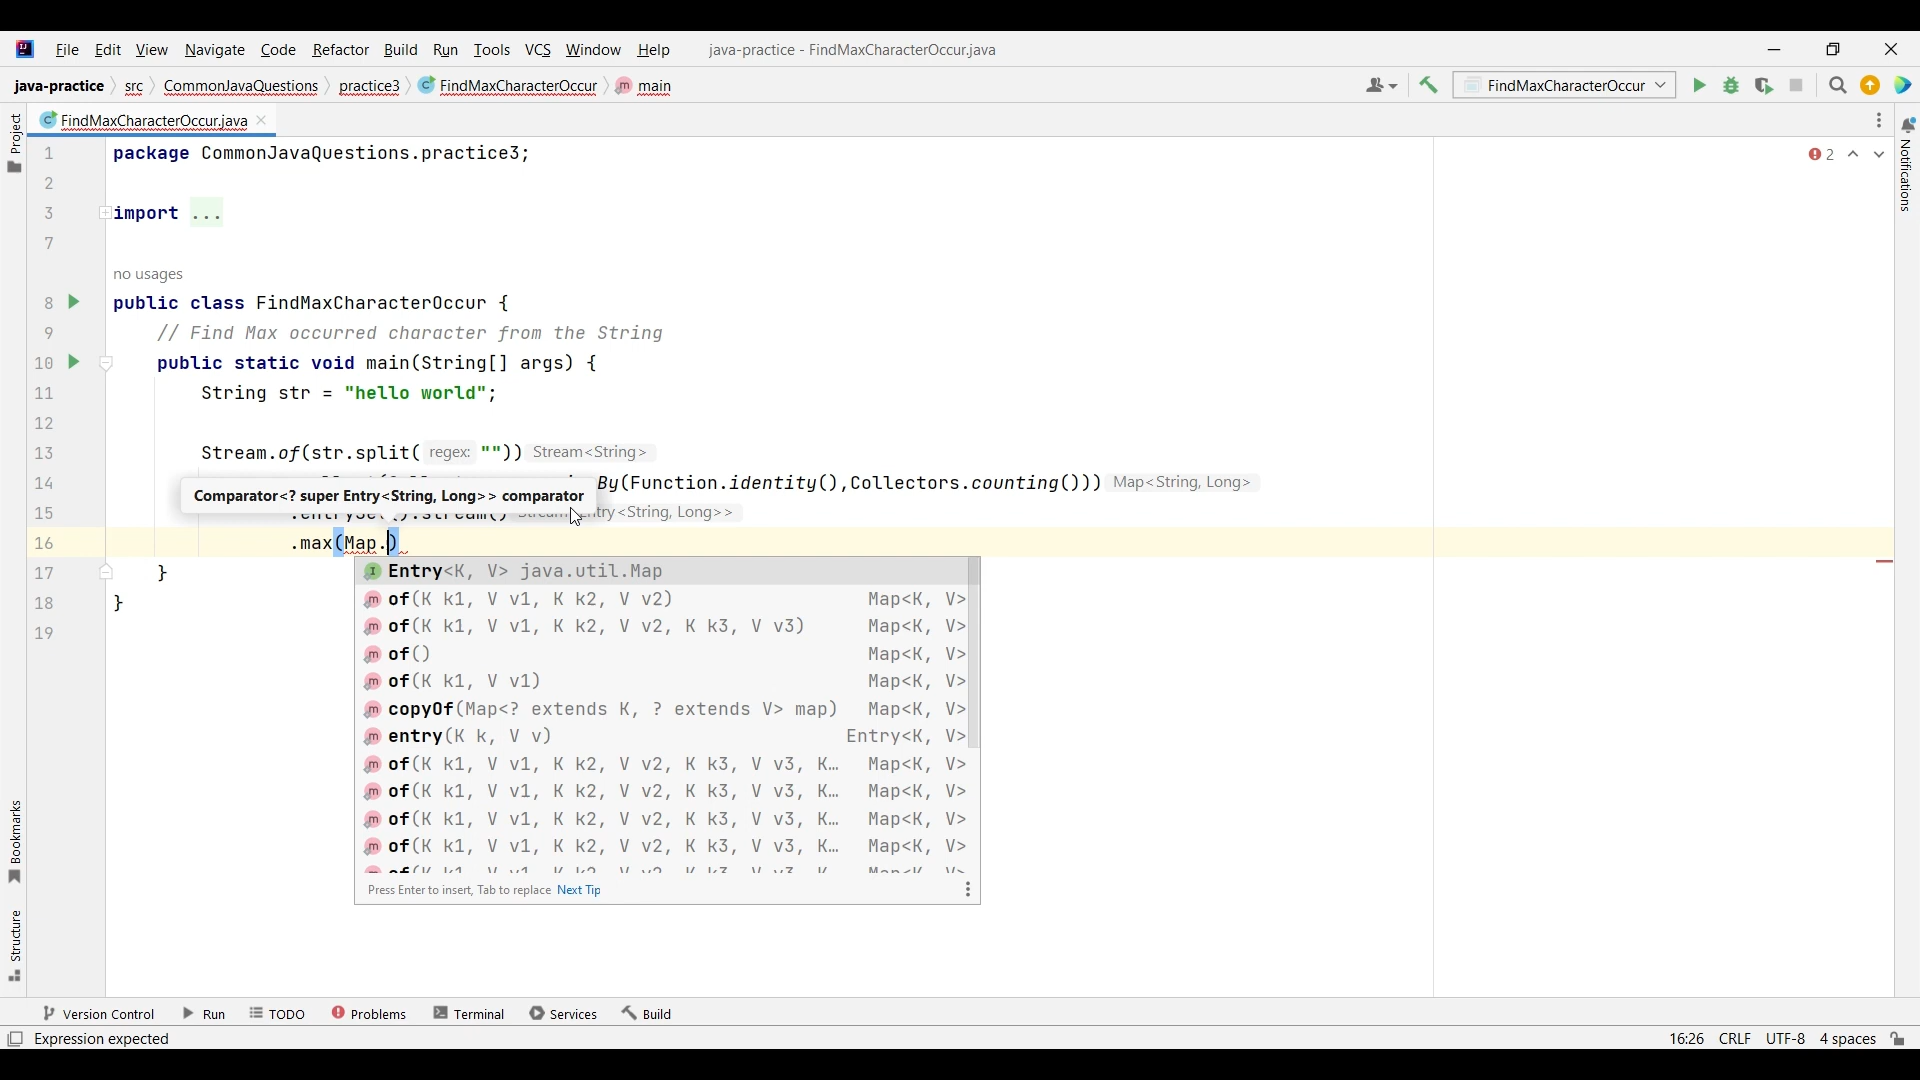 File Edit View Navigate Code Refactor Build Run Tools VCS Window Help java-practice - FindMaxCharacterOccur.java
java-practice src CommonJavaQuestions practice3 FindMaxCharacterOccur main FindMaxCharacterOccur
FindMaxCharacterOccur.java
Project
Notifications
Bookmarks
Structure
1 package CommonJavaQuestions.practice3;
2
2
3 import ...
7
no usages
8 public class FindMaxCharacterOccur {
9 // Find Max occurred character from the String
10 public static void main(String[] args) {
11 String str = "hello world";
12
13 Stream.of(str.split( regex: "")) Stream<String>
14 By(Function.identity(),Collectors.counting())) Map<String, Long>
Comparator<? super Entry<String, Long>> comparator
15 .entrySet().stream() Stream<Entry<String, Long>>
16 .max(Map.)
17 }
18 }
19
Entry<K, V> java.util.Map
of(K k1, V v1, K k2, V v2) Map<K, V>
of(K k1, V v1, K k2, V v2, K k3, V v3) Map<K, V>
of() Map<K, V>
of(K k1, V v1) Map<K, V>
copyOf(Map<? extends K, ? extends V> map) Map<K, V>
entry(K k, V v) Entry<K, V>
of(K k1, V v1, K k2, V v2, K k3, V v3, K… Map<K, V>
of(K k1, V v1, K k2, V v2, K k3, V v3, K… Map<K, V>
of(K k1, V v1, K k2, V v2, K k3, V v3, K… Map<K, V>
of(K k1, V v1, K k2, V v2, K k3, V v3, K… Map<K, V>
Press Enter to insert, Tab to replace Next Tip
Version Control Run TODO Problems Terminal Services Build
Expression expected 16:26 CRLF UTF-8 4 spaces